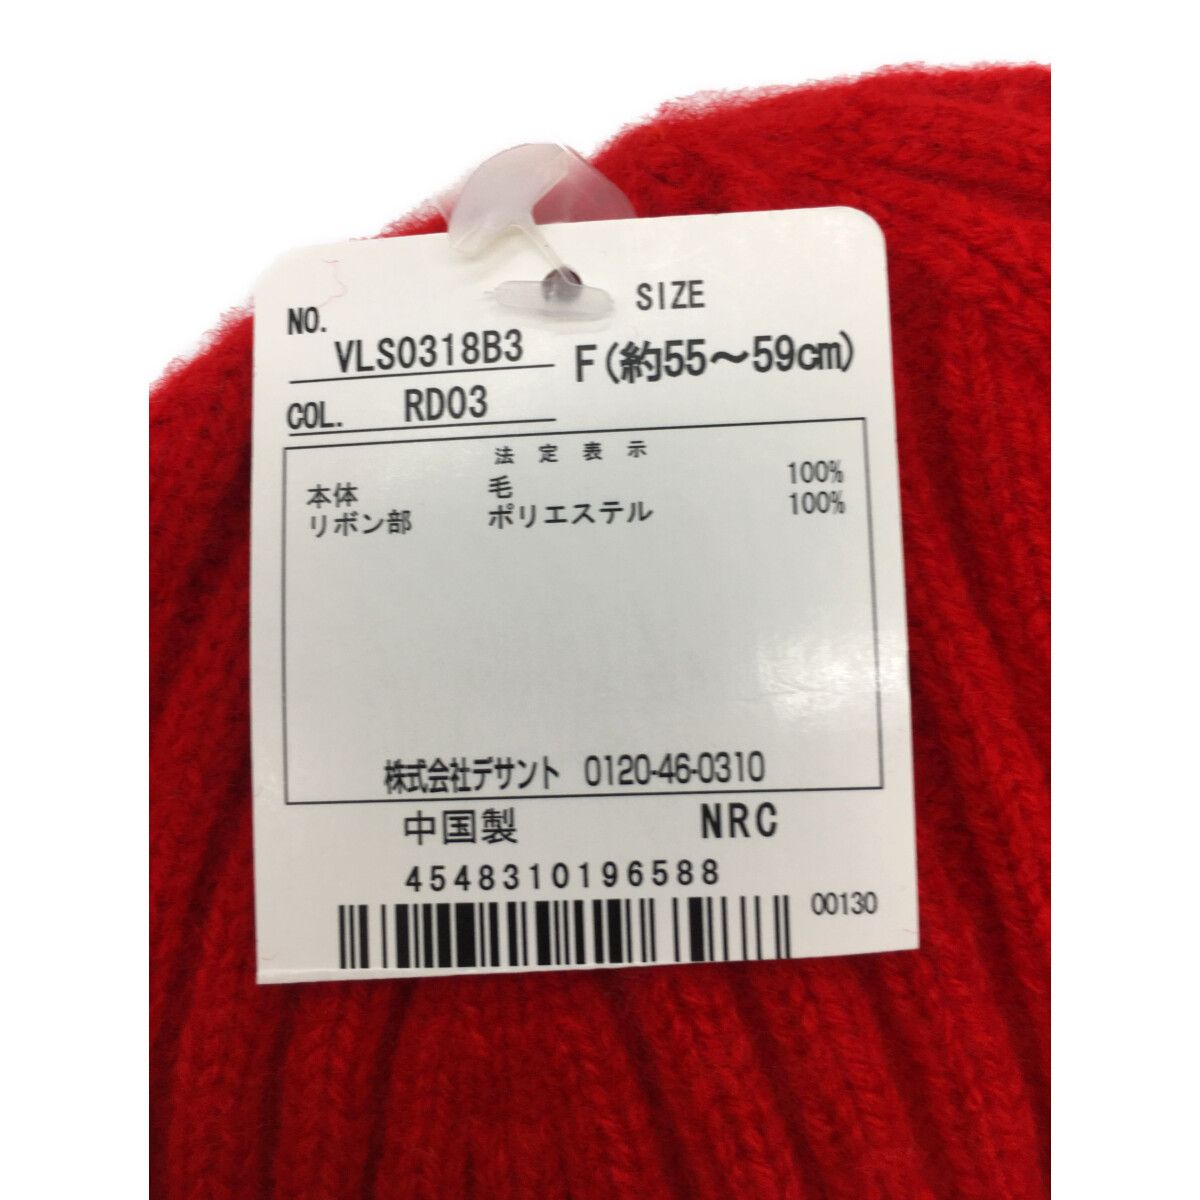 NO. VLS0318B3
SIZE
F(約55〜59cm)
COL. RD03
法定表示
本体 毛 100%
リボン部 ポリエステル 100%
株式会社デサント 0120-46-0310
中国製 NRC
4548310196588
00130